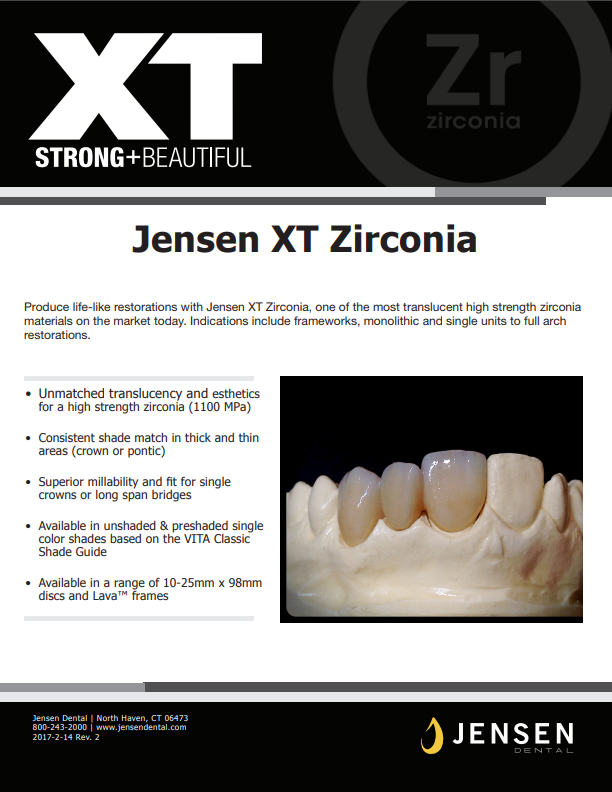 XT
STRONG+BEAUTIFUL
Zr
zirconia
Jensen XT Zirconia
Produce life-like restorations with Jensen XT Zirconia, one of the most translucent high strength zirconia
materials on the market today. Indications include frameworks, monolithic and single units to full arch
restorations.
• Unmatched translucency and esthetics
for a high strength zirconia (1100 MPa)
• Consistent shade match in thick and thin
areas (crown or pontic)
• Superior millability and fit for single
crowns or long span bridges
• Available in unshaded & preshaded single
color shades based on the VITA Classic
Shade Guide
• Available in a range of 10-25mm x 98mm
discs and Lava™ frames
Jensen Dental | North Haven, CT 06473
800-243-2000 | www.jensendental.com
2017-2-14 Rev. 2
JENSEN
DENTAL